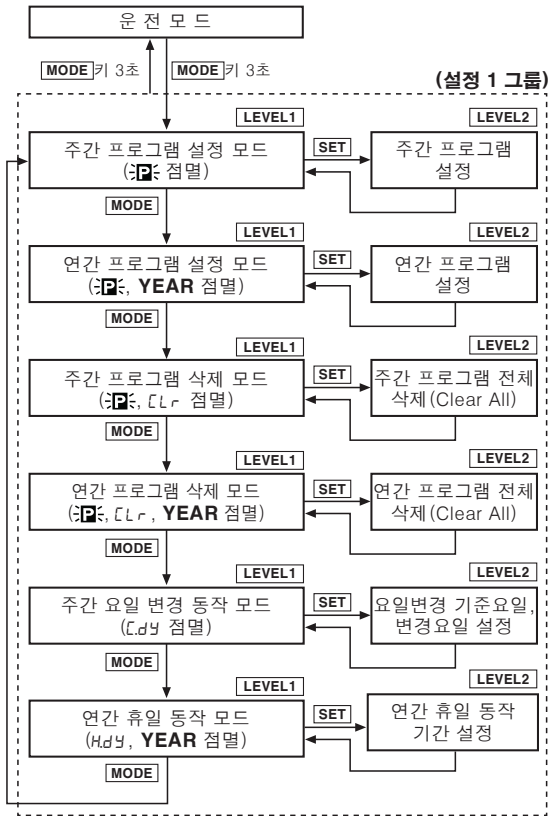 운 전 모 드
MODE 키 3초
MODE 키 3초
(설정 1 그룹)
LEVEL1
LEVEL2
주간 프로그램 설정 모드
(P 점멸)
SET
주간 프로그램
설정
MODE
LEVEL1
LEVEL2
연간 프로그램 설정 모드
(P, YEAR 점멸)
SET
연간 프로그램
설정
MODE
LEVEL1
LEVEL2
주간 프로그램 삭제 모드
(P, CLr 점멸)
SET
주간 프로그램 전체
삭제(Clear All)
MODE
LEVEL1
LEVEL2
연간 프로그램 삭제 모드
(P, CLr, YEAR 점멸)
SET
연간 프로그램 전체
삭제(Clear All)
MODE
LEVEL1
LEVEL2
주간 요일 변경 동작 모드
(C.dy 점멸)
SET
요일변경 기준요일,
변경요일 설정
MODE
LEVEL1
LEVEL2
연간 휴일 동작 모드
(H.dy, YEAR 점멸)
SET
연간 휴일 동작
기간 설정
MODE